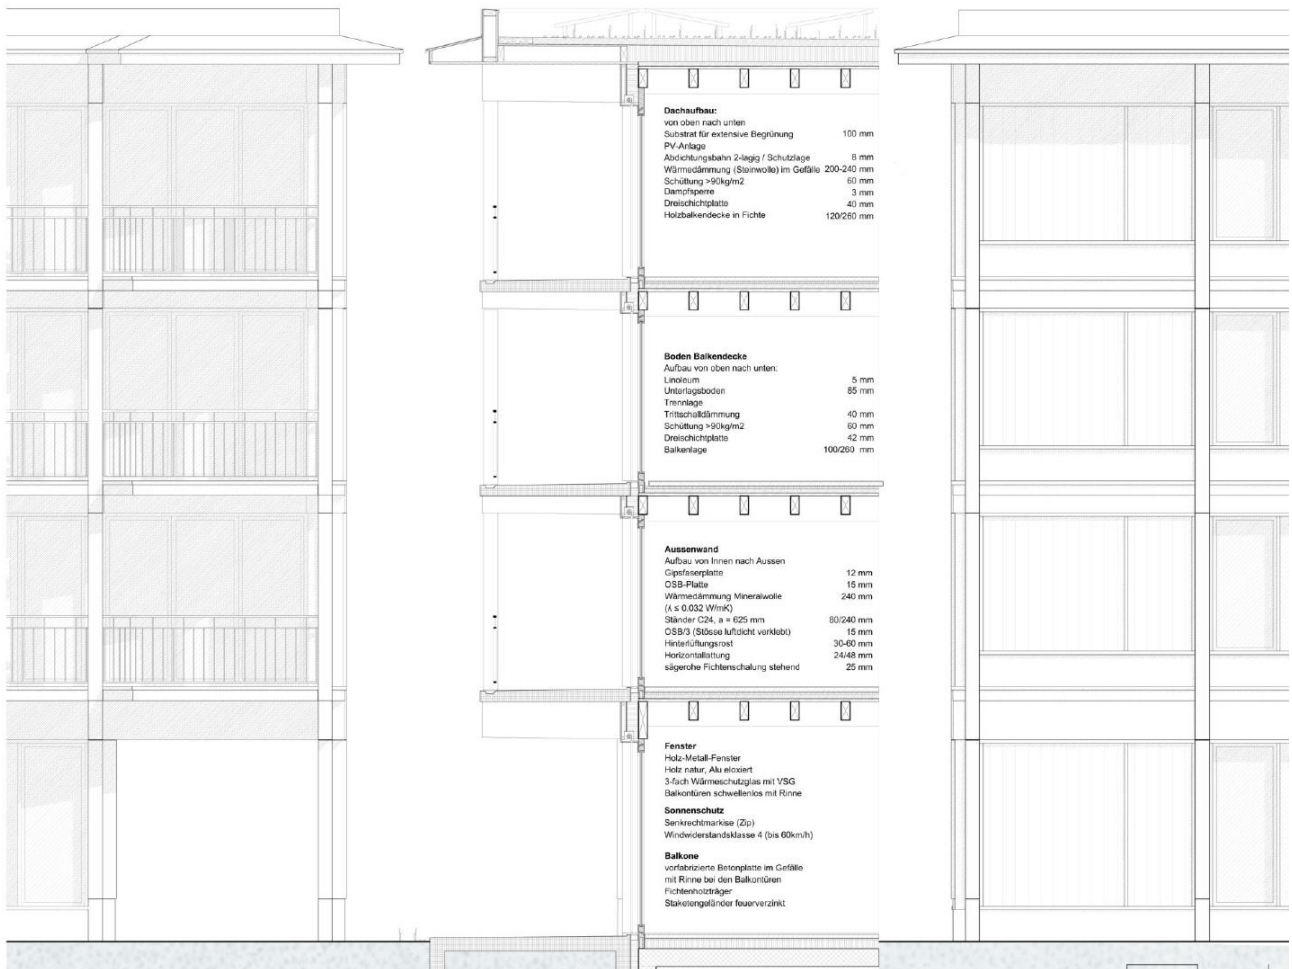 Dachaufbau:
von oben nach unten
Substrat für extensive Begrünung 100 mm
PV-Anlage
Abdichtungsbahn 2-lagig / Schutzlage 8 mm
Wärmedämmung (Steinwolle) im Gefälle 200-240 mm
Schüttung >90kg/m2 60 mm
Dampfsperre 3 mm
Dreischichtplatte 40 mm
Holzbalkendecke in Fichte 120/260 mm
Boden Balkendecke
Aufbau von oben nach unten:
Linoleum 5 mm
Unterlagsboden 85 mm
Trennlage
Trittschalldämmung 40 mm
Schüttung >90kg/m2 60 mm
Dreischichtplatte 42 mm
Balkenlage 100/260 mm
Aussenwand
Aufbau von Innen nach Aussen
Gipsfaserplatte 12 mm
OSB-Platte 15 mm
Wärmedämmung Mineralwolle 240 mm
(λ ≤ 0.032 W/mK)
Ständer C24, a = 625 mm 80/240 mm
OSB/3 (Stösse luftdicht verklebt) 15 mm
Hinterlüftungsrost 30-60 mm
Horizontallattung 24/48 mm
sägerohe Fichtenschalung stehend 25 mm
Fenster
Holz-Metall-Fenster
Holz natur, Alu eloxiert
3-fach Wärmeschutzglas mit VSG
Balkontüren schwellenlos mit Rinne
Sonnenschutz
Senkrechtmarkise (Zip)
Windwiderstandsklasse 4 (bis 60km/h)
Balkone
vorfabrizierte Betonplatte im Gefälle
mit Rinne bei den Balkontüren
Fichtenholzträger
Staketengeländer feuerverzinkt